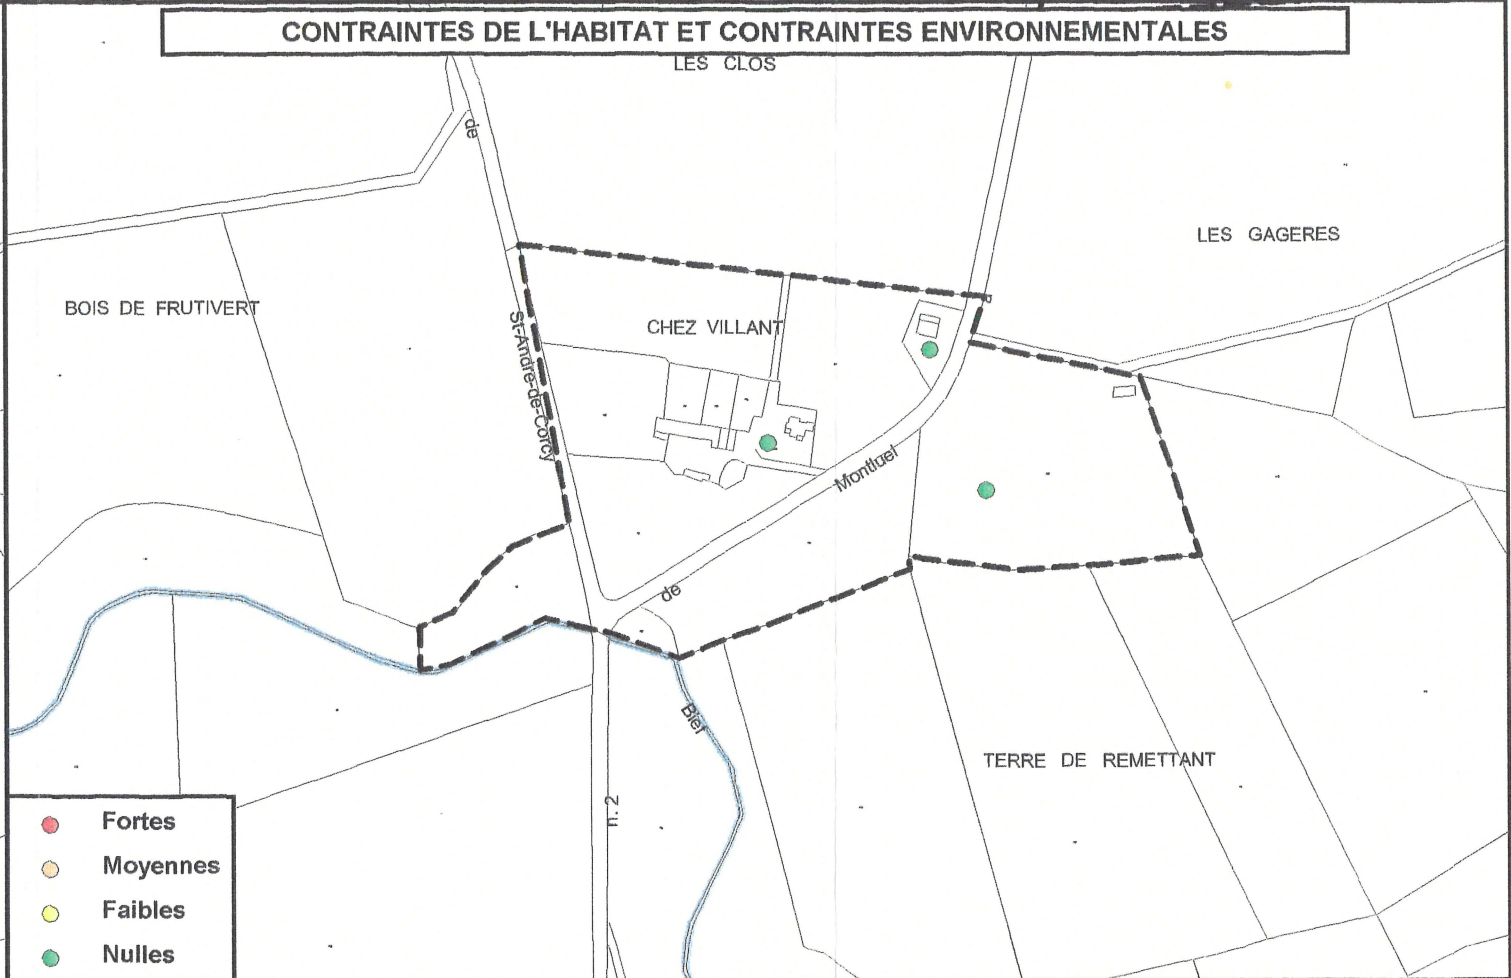 CONTRAINTES DE L'HABITAT ET CONTRAINTES ENVIRONNEMENTALES
LES CLOS
de
LES GAGERES
BOIS DE FRUTIVERT
CHEZ VILLANT
St-André-de-Corcy
Montluel
de
Bief
TERRE DE REMETTANT
n. 2
Fortes
Moyennes
Faibles
Nulles